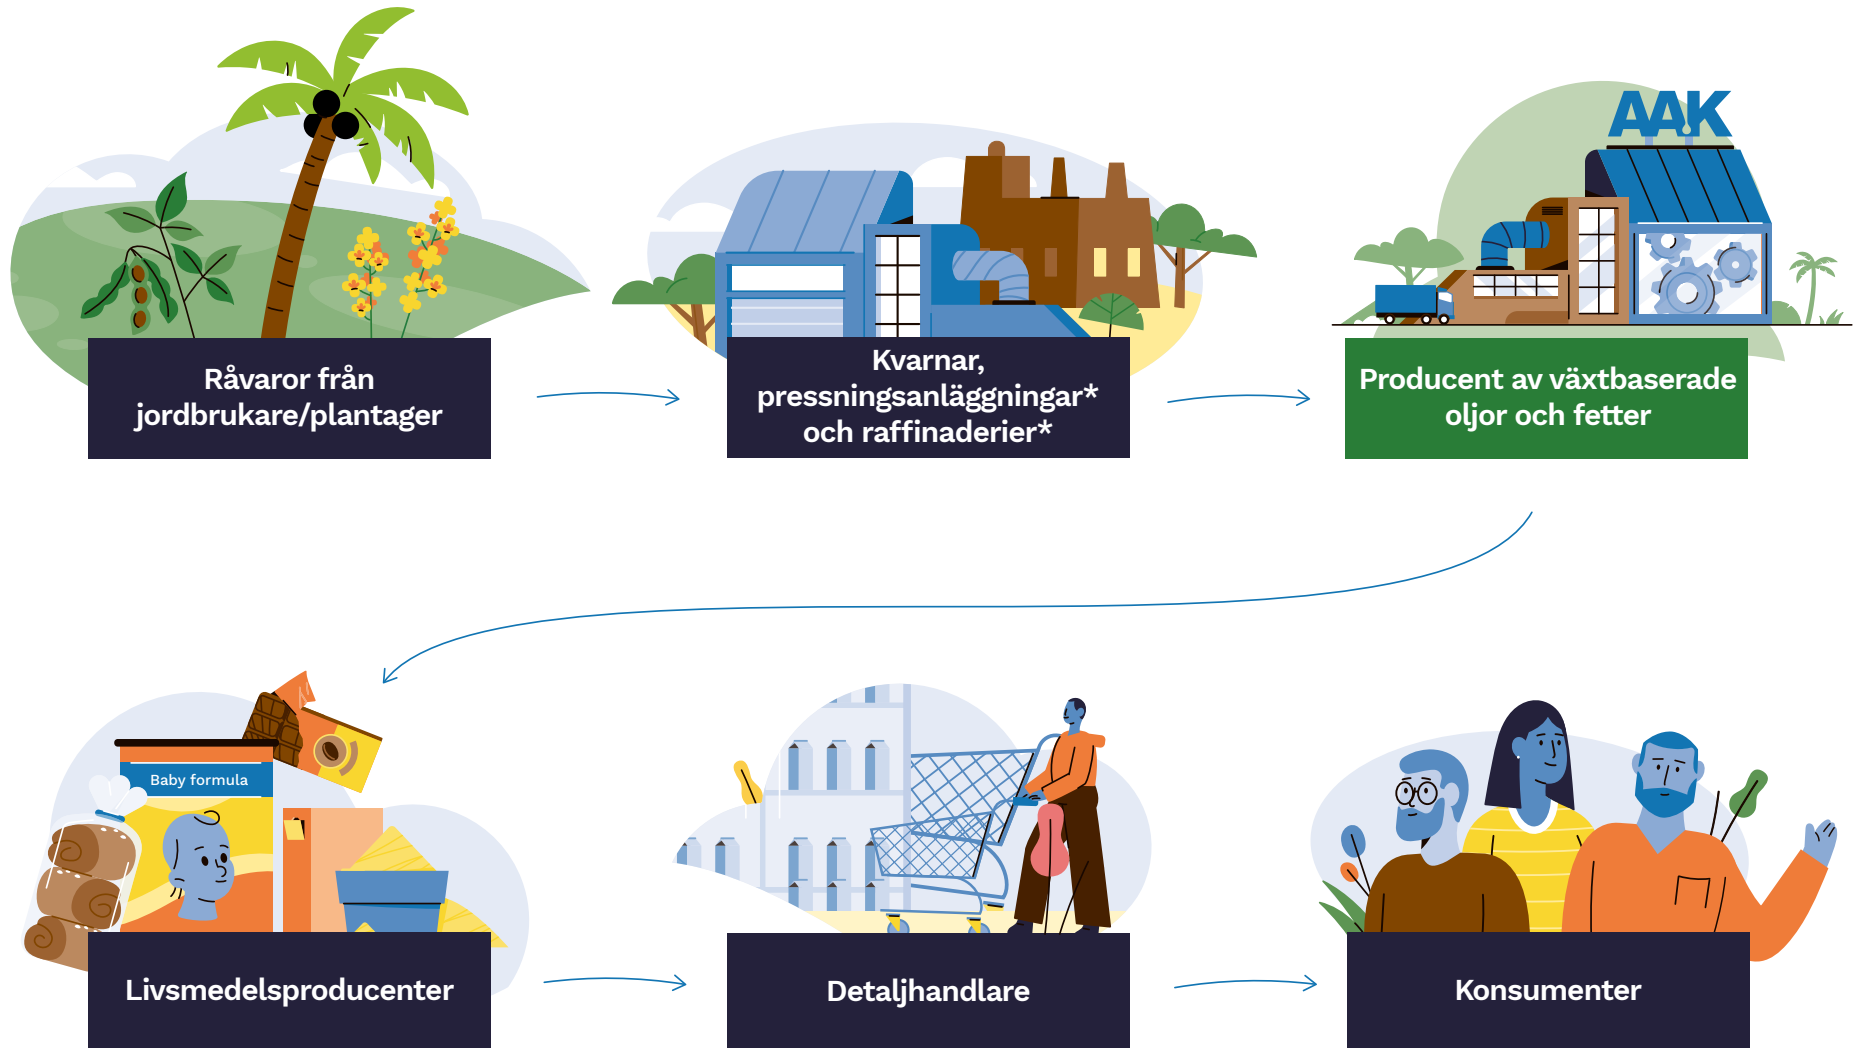 AAK
Råvaror från
jordbrukare/plantager
Kvarnar,
pressningsanläggningar*
och raffinaderier*
Producent av växtbaserade
oljor och fetter
Baby formula
Livsmedelsproducenter
Detaljhandlare
Konsumenter